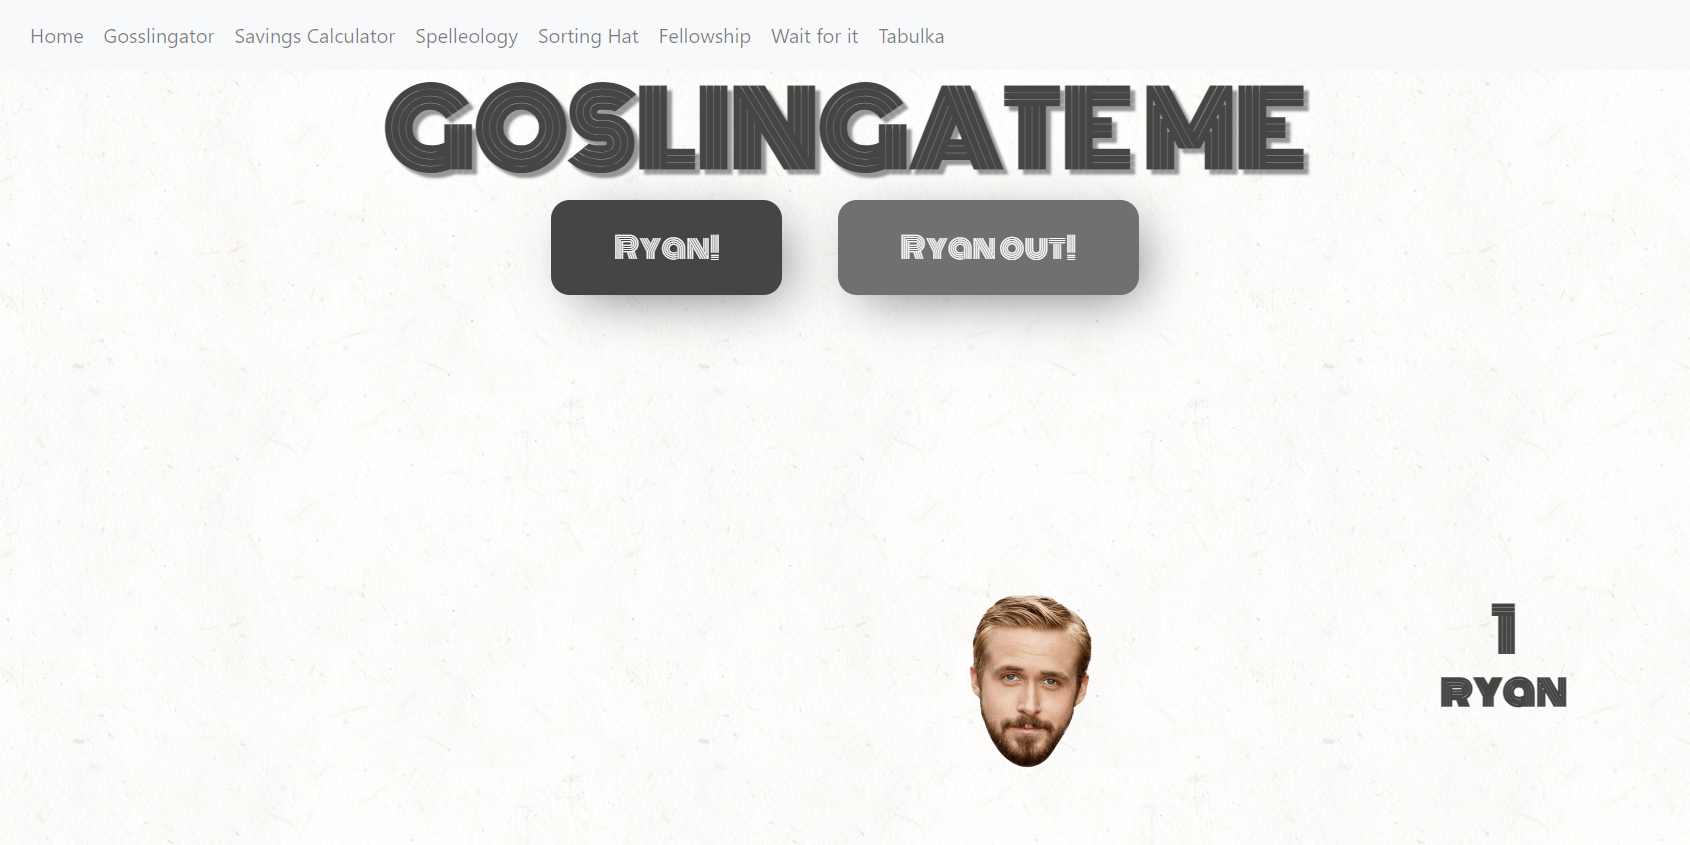 Home Gosslingator Savings Calculator Spelleology Sorting Hat Fellowship Wait for it Tabulka
GOSLINGATE ME
Ryan! Ryan out!
1
RYAN